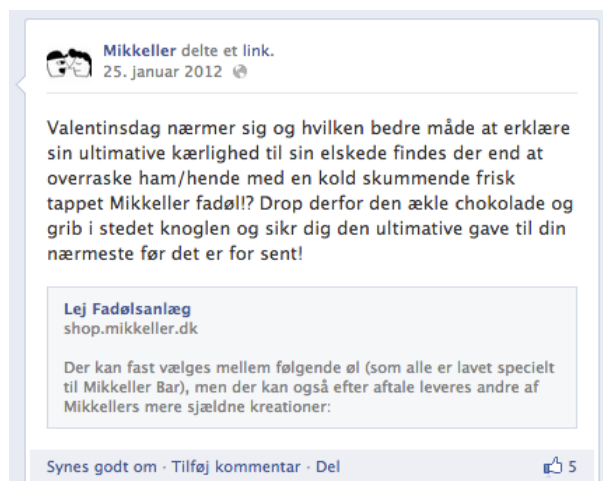 Mikkeller delte et link.
25. januar 2012
Valentinsdag nærmer sig og hvilken bedre måde at erklære
sin ultimative kærlighed til sin elskede findes der end at
overraske ham/hende med en kold skummende frisk
tappet Mikkeller fadøl!? Drop derfor den ækle chokolade og
grib i stedet knoglen og sikr dig den ultimative gave til din
nærmeste før det er for sent!
Lej Fadølsanlæg
shop.mikkeller.dk
Der kan fast vælges mellem følgende øl (som alle er lavet specielt
til Mikkeller Bar), men der kan også efter aftale leveres andre af
Mikkellers mere sjældne kreationer:
Synes godt om · Tilføj kommentar · Del 5